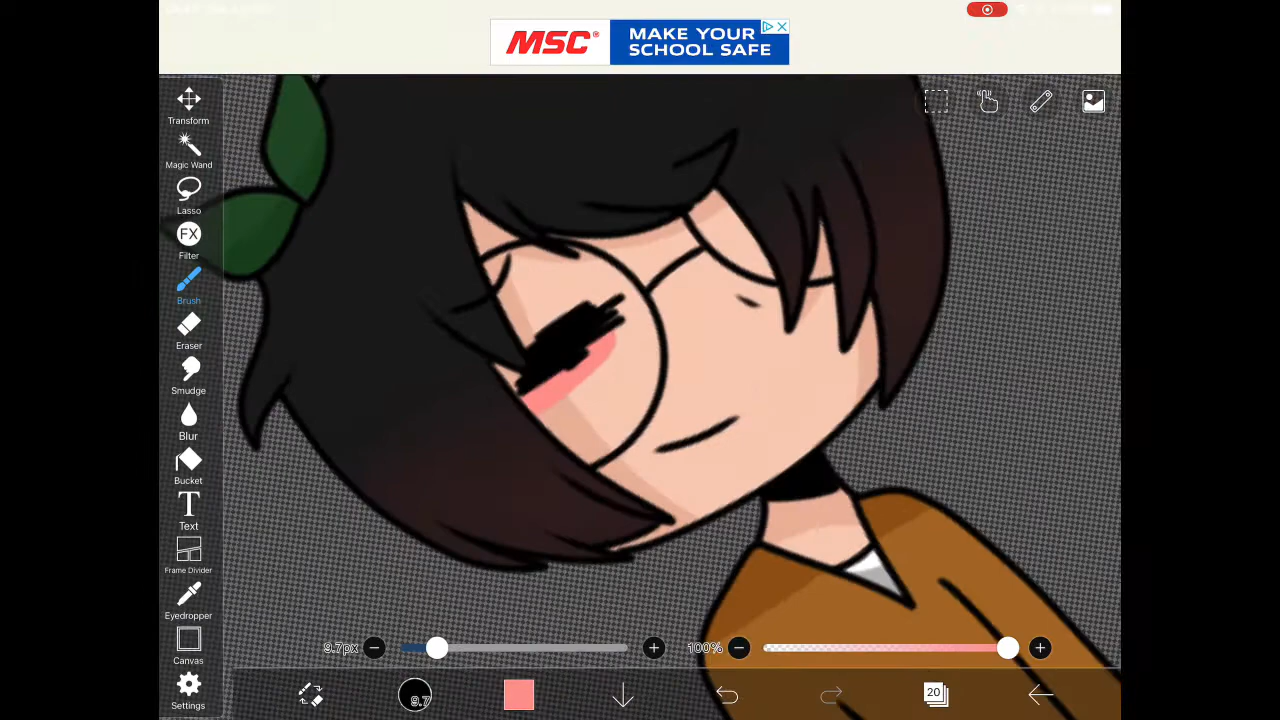 MSC
MAKE YOUR
SCHOOL SAFE
Transform
Magic Wand
Lasso
FX
Filter
Brush
Eraser
Smudge
Blur
Bucket
T
Text
Frame Divider
Eyedropper
Canvas
Settings
9.7px
100%
9.7
20